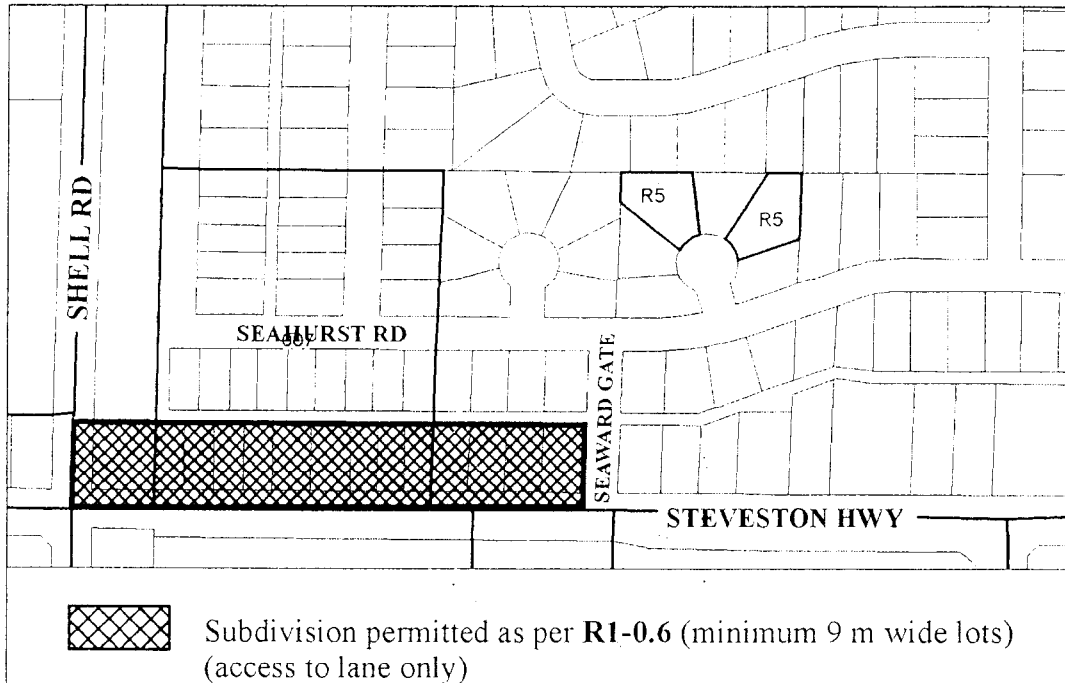 R5
R5
SHELL RD
SEAHURST RD
SEAWARD GATE
STEVESTON HWY
Subdivision permitted as per R1-0.6 (minimum 9 m wide lots)
(access to lane only)